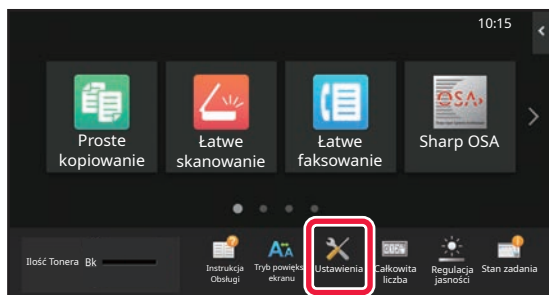 10:15
Proste
kopiowanie
Łatwe
skanowanie
Łatwe
faksowanie
OSA
Sharp OSA
Ilość Tonera Bk
Instrukcja
Obsługi
Tryb powięks
ekranu
Ustawienia
Całkowita
liczba
Regulacja
jasności
Stan zadania